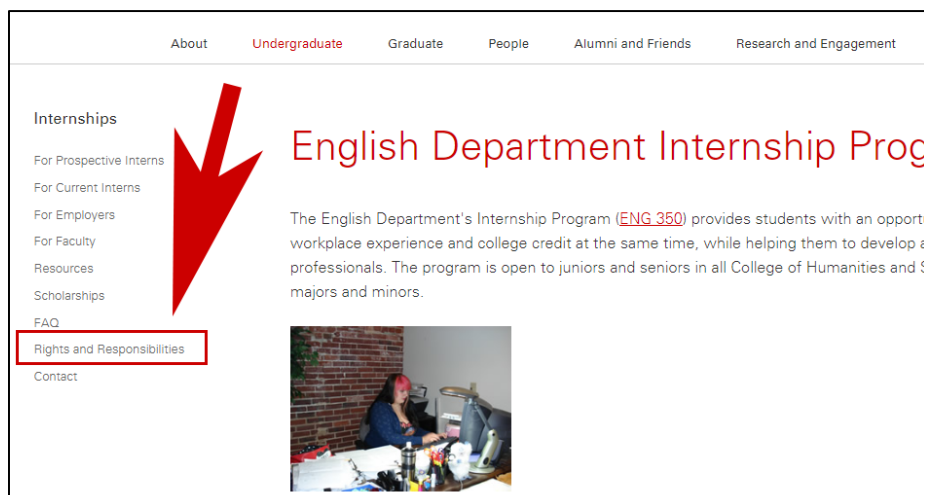 About Undergraduate Graduate People Alumni and Friends Research and Engagement
Internships
For Prospective Interns
For Current Interns
For Employers
For Faculty
Resources
Scholarships
FAQ
Rights and Responsibilities
Contact
English Department Internship Prog
The English Department's Internship Program (ENG 350) provides students with an opport
workplace experience and college credit at the same time, while helping them to develop a
professionals. The program is open to juniors and seniors in all College of Humanities and S
majors and minors.